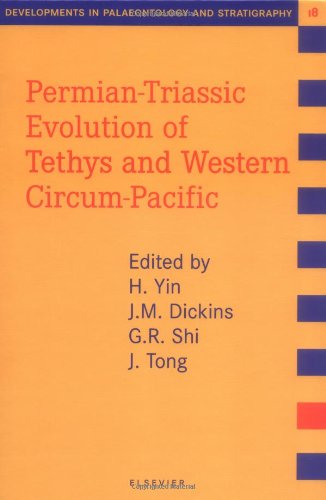 DEVELOPMENTS IN PALAEONTOLOGY AND STRATIGRAPHY 18
Permian-Triassic
Evolution of
Tethys and Western
Circum-Pacific
Edited by
H. Yin
J.M. Dickins
G.R. Shi
J. Tong
ELSEVIER